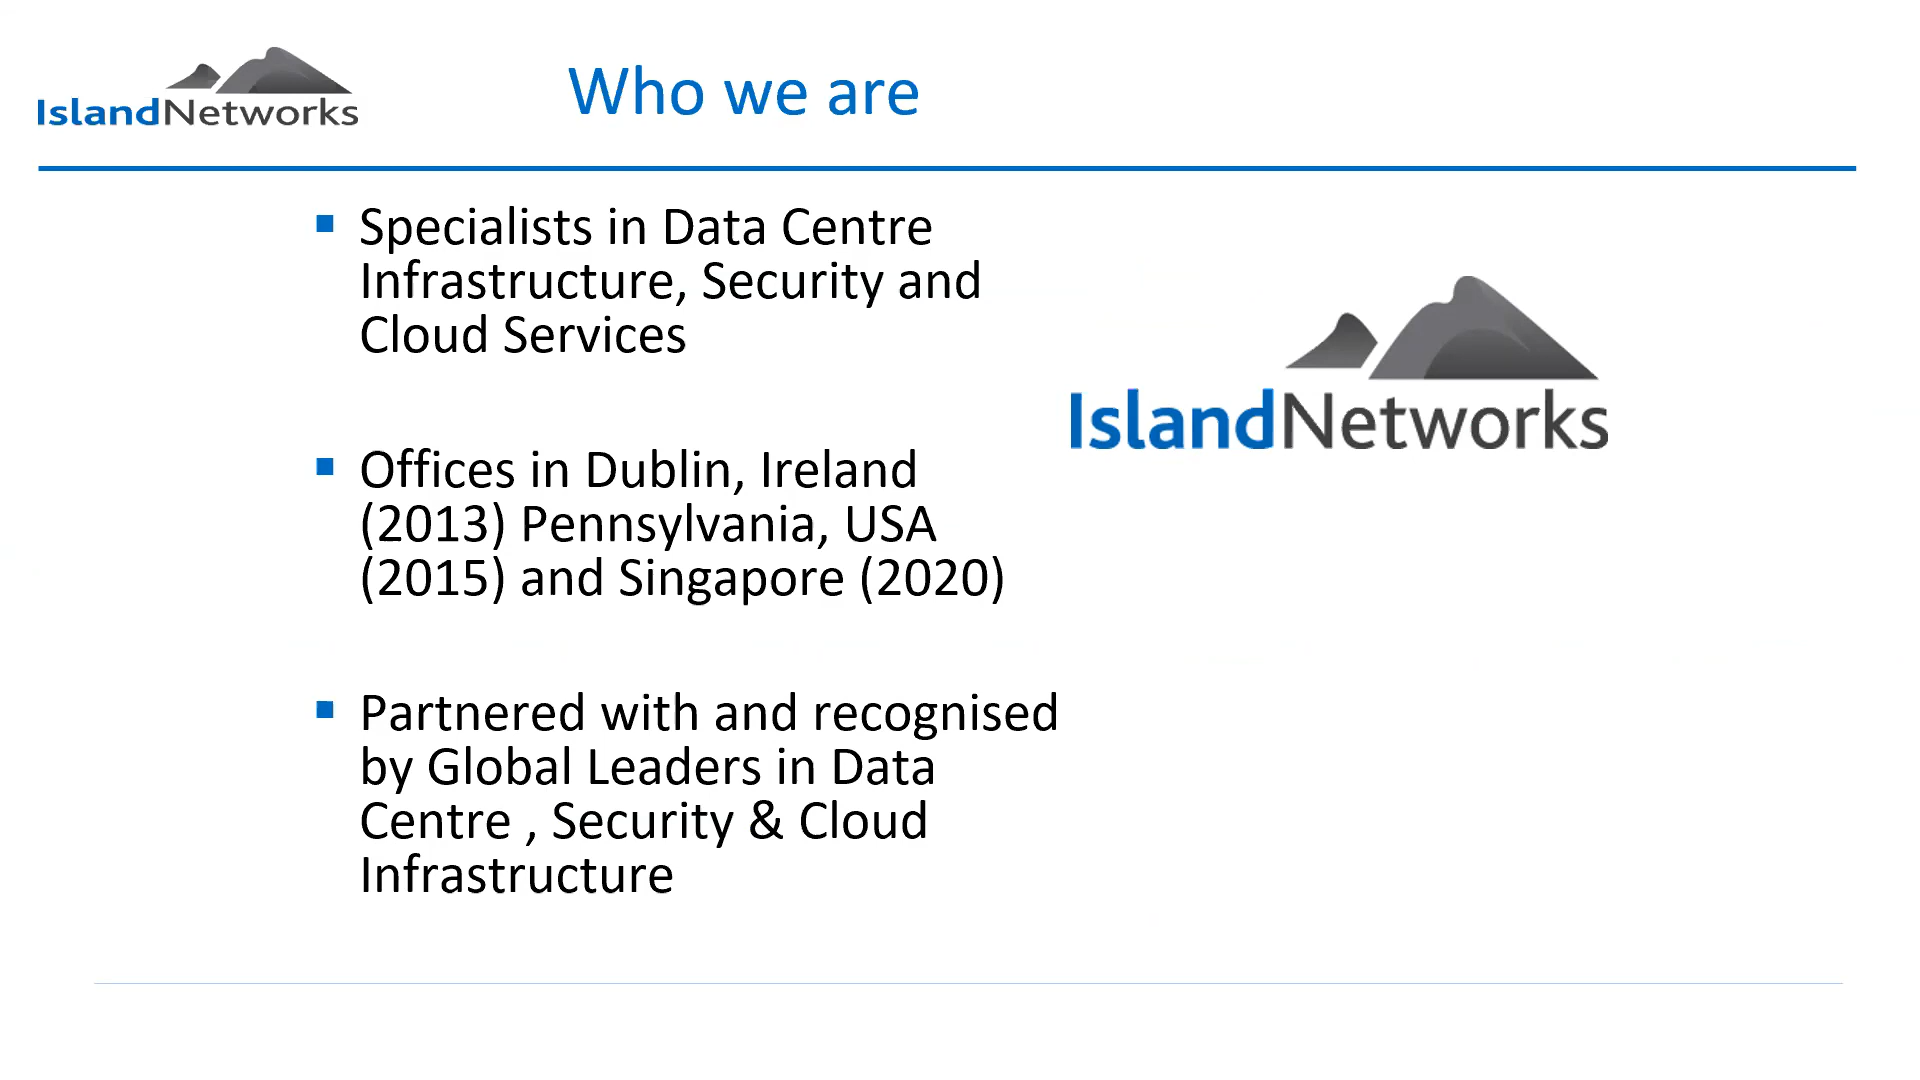 IslandNetworks
Who we are
▪ Specialists in Data Centre
Infrastructure, Security and
Cloud Services
IslandNetworks
▪ Offices in Dublin, Ireland
(2013) Pennsylvania, USA
(2015) and Singapore (2020)
▪ Partnered with and recognised
by Global Leaders in Data
Centre , Security & Cloud
Infrastructure